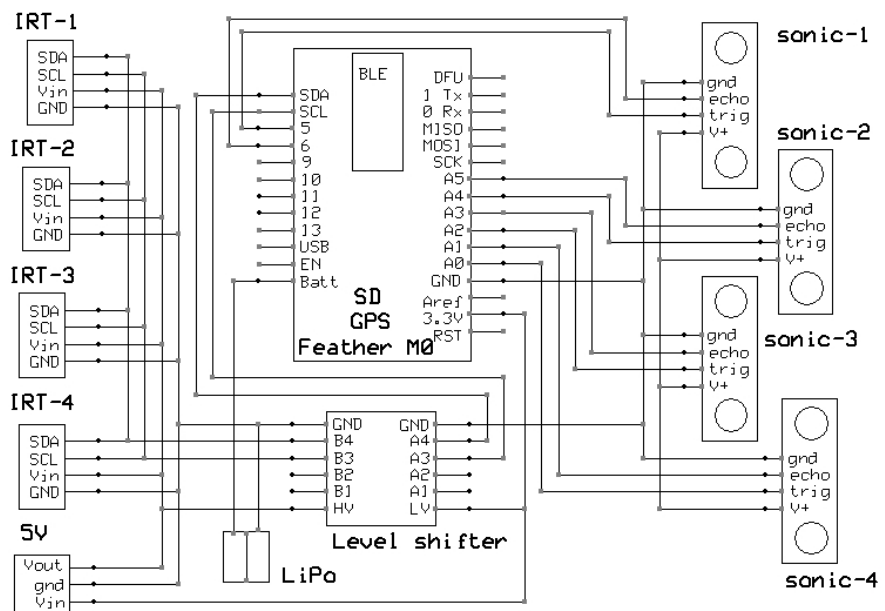 IRT-1
SDA
SCL
Vin
GND
IRT-2
SDA
SCL
Vin
GND
IRT-3
SDA
SCL
Vin
GND
IRT-4
SDA
SCL
Vin
GND
5V
Vout
gnd
Vin
BLE
SDA
SCL
5
6
9
10
11
12
13
USB
EN
Batt
DFU
1 Tx
0 Rx
MISO
MOSI
SCK
A5
A4
A3
A2
A1
A0
GND
Aref
3.3V
RST
SD
GPS
Feather M0
GND
B4
B3
B2
B1
HV
GND
A4
A3
A2
A1
LV
Level shifter
LiPo
sonic-1
gnd
echo
trig
V+
sonic-2
gnd
echo
trig
V+
sonic-3
gnd
echo
trig
V+
sonic-4
gnd
echo
trig
V+